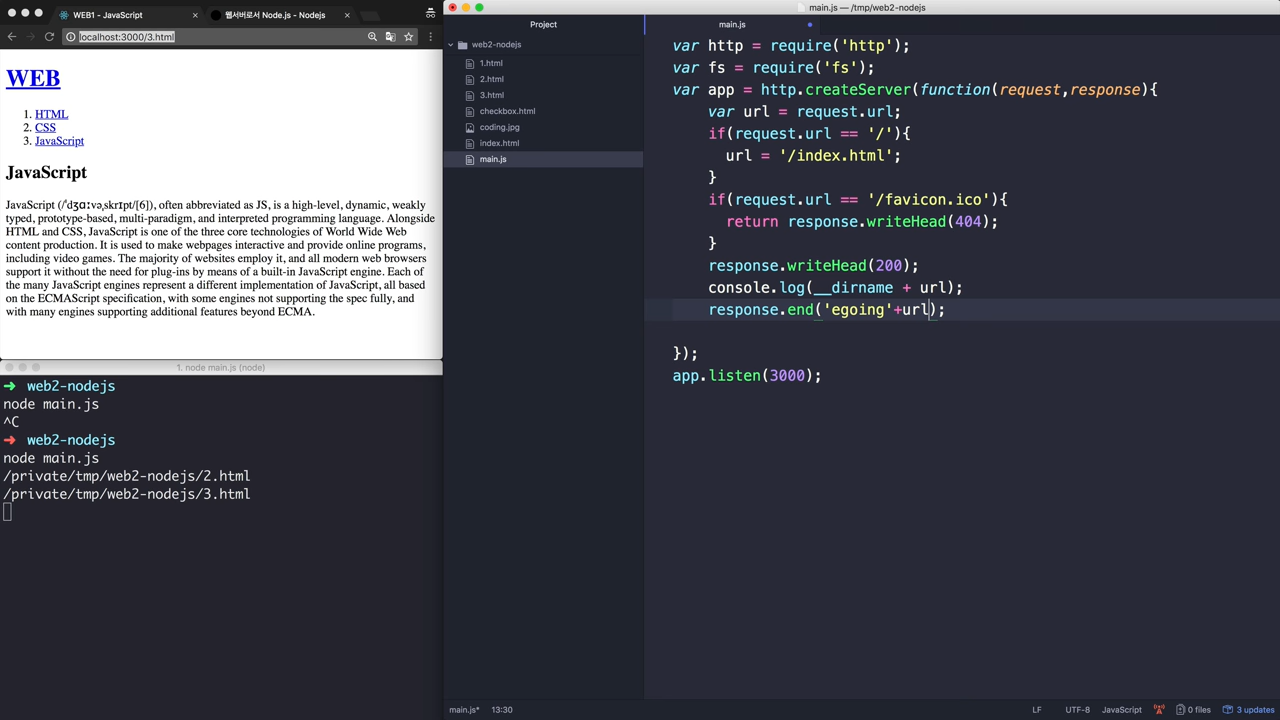 WEB1 - JavaScript
웹서버로서 Node.js - Nodejs
localhost:3000/3.html
WEB
1. HTML
2. CSS
3. JavaScript
JavaScript
JavaScript (/ˈdʒɑːvəˌskrɪpt/[6]), often abbreviated as JS, is a high-level, dynamic, weakly
typed, prototype-based, multi-paradigm, and interpreted programming language. Alongside
HTML and CSS, JavaScript is one of the three core technologies of World Wide Web
content production. It is used to make webpages interactive and provide online programs,
including video games. The majority of websites employ it, and all modern web browsers
support it without the need for plug-ins by means of a built-in JavaScript engine. Each of
the many JavaScript engines represent a different implementation of JavaScript, all based
on the ECMAScript specification, with some engines not supporting the spec fully, and
with many engines supporting additional features beyond ECMA.
1. node main.js (node)
➜ web2-nodejs
node main.js
^C
➜ web2-nodejs
node main.js
/private/tmp/web2-nodejs/2.html
/private/tmp/web2-nodejs/3.html
main.js — /tmp/web2-nodejs
Project
web2-nodejs
1.html
2.html
3.html
checkbox.html
coding.jpg
index.html
main.js
main.js
var http = require('http');
var fs = require('fs');
var app = http.createServer(function(request,response){
    var url = request.url;
    if(request.url == '/'){
      url = '/index.html';
    }
    if(request.url == '/favicon.ico'){
      return response.writeHead(404);
    }
    response.writeHead(200);
    console.log(__dirname + url);
    response.end('egoing'+url);
});
app.listen(3000);
main.js* 13:30
LF UTF-8 JavaScript 0 files 3 updates